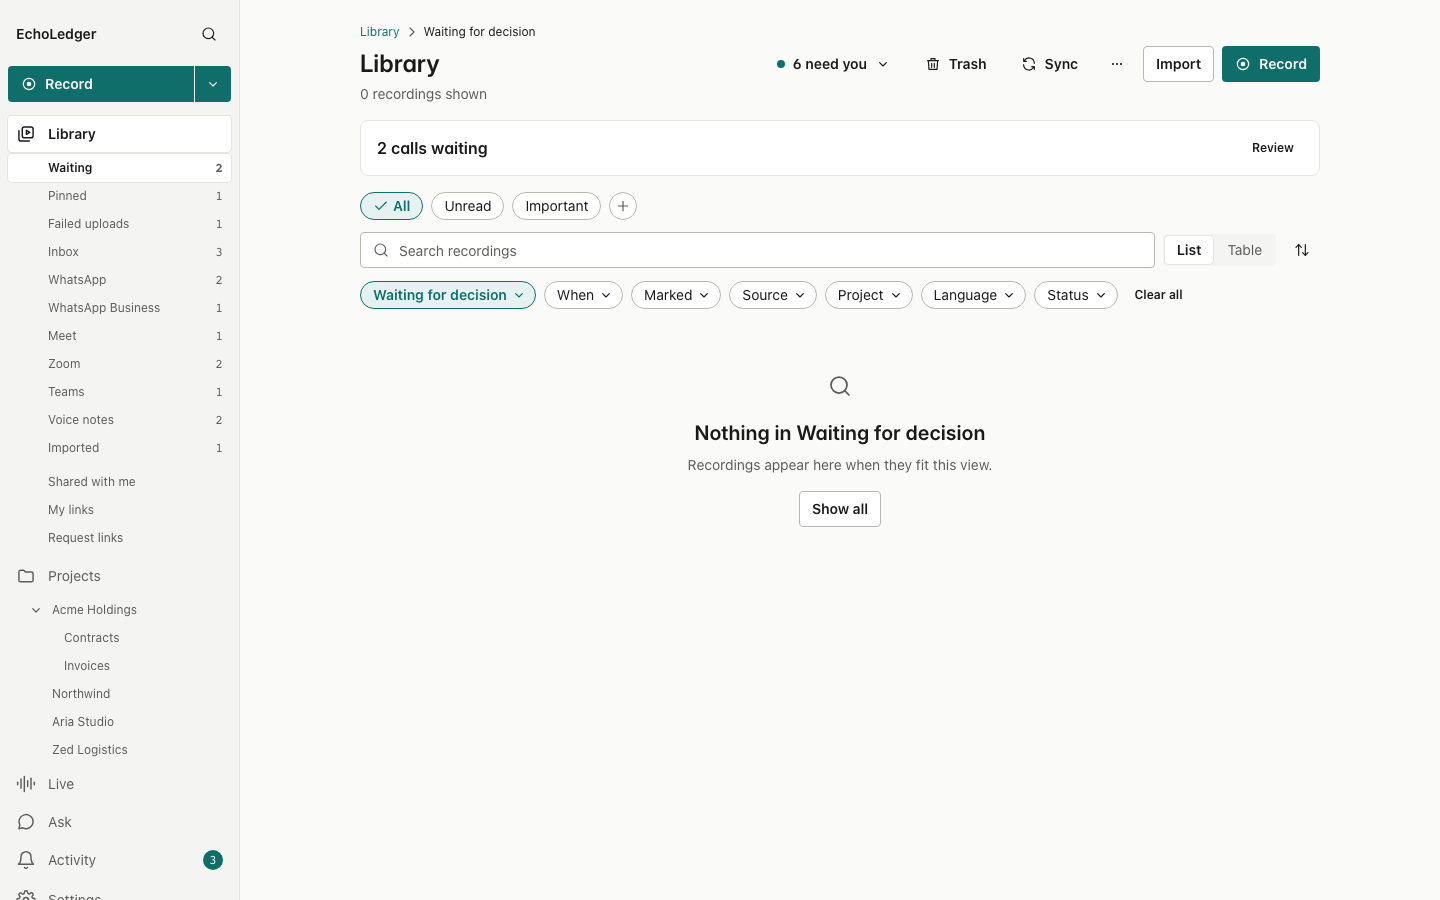 EchoLedger
Record
Library
Waiting 2
Pinned 1
Failed uploads 1
Inbox 3
WhatsApp 2
WhatsApp Business 1
Meet 1
Zoom 2
Teams 1
Voice notes 2
Imported 1
Shared with me
My links
Request links
Projects
Acme Holdings
Contracts
Invoices
Northwind
Aria Studio
Zed Logistics
Live
Ask
Activity 3
Settings
Library > Waiting for decision
Library
6 need you Trash Sync ... Import Record
0 recordings shown
2 calls waiting Review
All Unread Important
Search recordings List Table
Waiting for decision When Marked Source Project Language Status Clear all
Nothing in Waiting for decision
Recordings appear here when they fit this view.
Show all